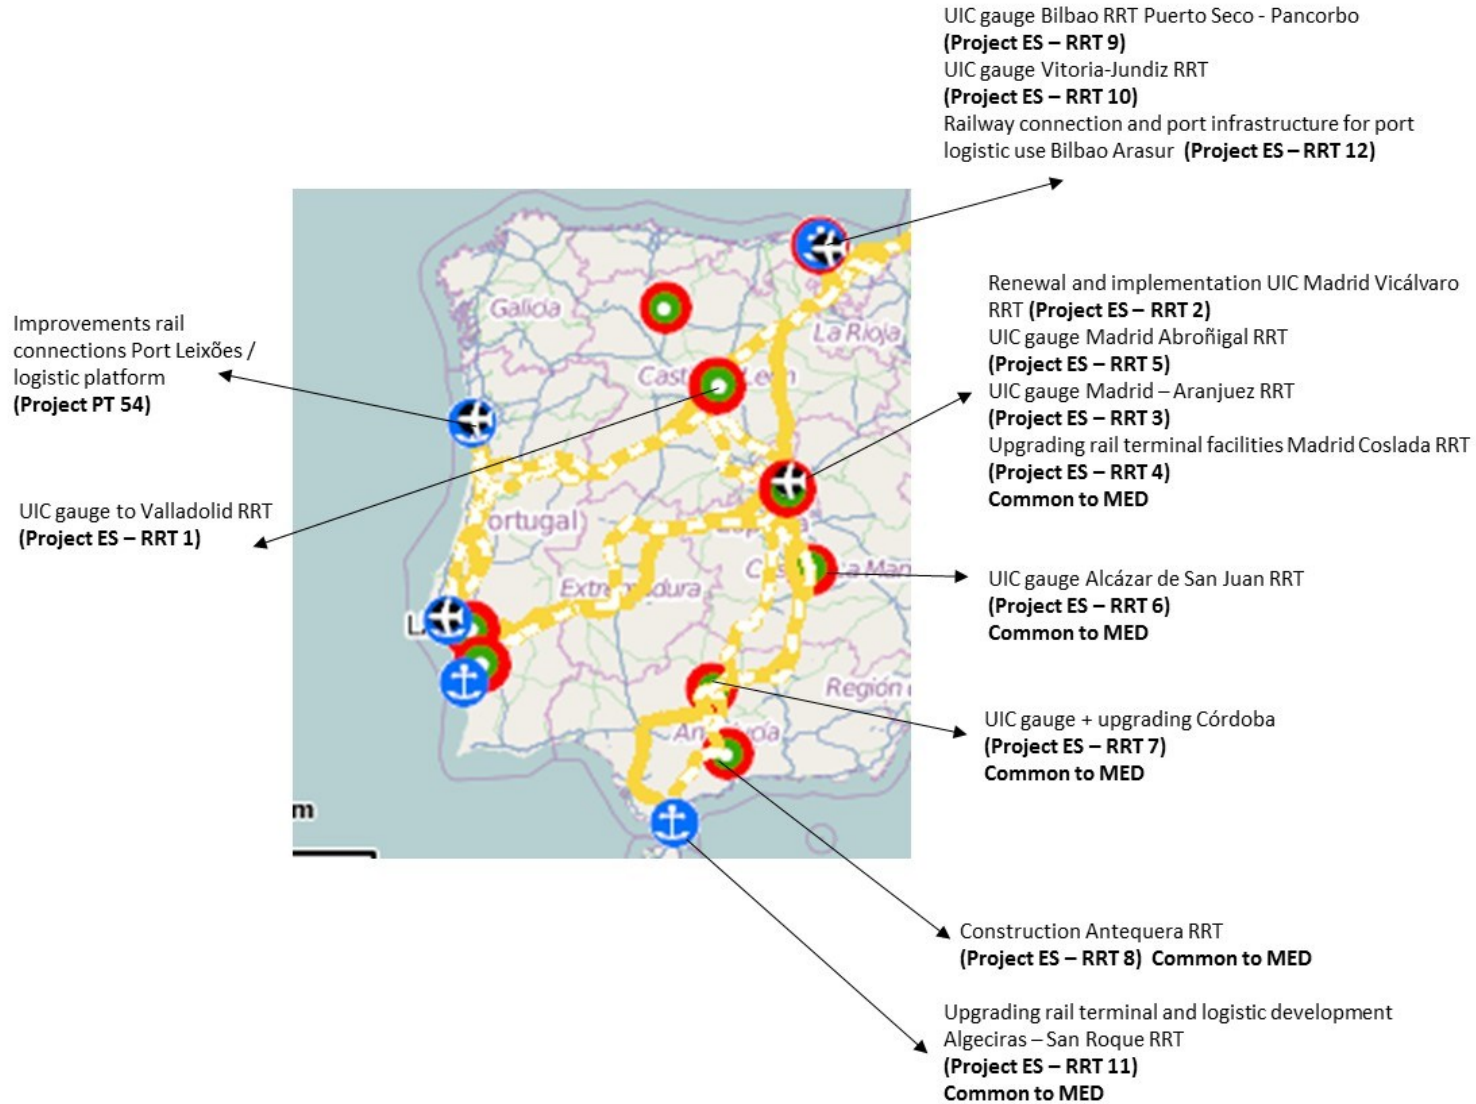 UIC gauge Bilbao RRT Puerto Seco - Pancorbo
(Project ES – RRT 9)
UIC gauge Vitoria-Jundiz RRT
(Project ES – RRT 10)
Railway connection and port infrastructure for port
logistic use Bilbao Arasur (Project ES – RRT 12)
Renewal and implementation UIC Madrid Vicálvaro
RRT (Project ES – RRT 2)
UIC gauge Madrid Abroñigal RRT
(Project ES – RRT 5)
UIC gauge Madrid – Aranjuez RRT
(Project ES – RRT 3)
Upgrading rail terminal facilities Madrid Coslada RRT
(Project ES – RRT 4)
Common to MED
Improvements rail
connections Port Leixões /
logistic platform
(Project PT 54)
UIC gauge to Valladolid RRT
(Project ES – RRT 1)
Galicia
La Rioja
ortugal
Región
m
UIC gauge Alcázar de San Juan RRT
(Project ES – RRT 6)
Common to MED
UIC gauge + upgrading Córdoba
(Project ES – RRT 7)
Common to MED
Construction Antequera RRT
(Project ES – RRT 8) Common to MED
Upgrading rail terminal and logistic development
Algeciras – San Roque RRT
(Project ES – RRT 11)
Common to MED